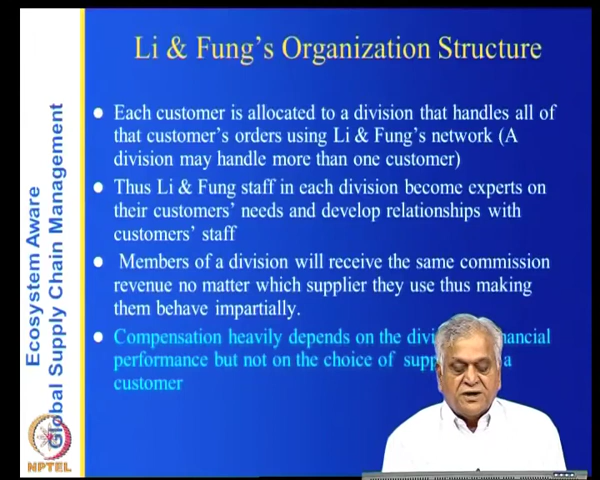 Li & Fung's Organization Structure
Each customer is allocated to a division that handles all of
that customer's orders using Li & Fung's network (A
division may handle more than one customer)
Thus Li & Fung staff in each division become experts on
their customers' needs and develop relationships with
customers' staff
Members of a division will receive the same commission
revenue no matter which supplier they use thus making
them behave impartially.
Compensation heavily depends on the
performance but not on the choice of a
customer
Ecosystem Aware
Global Supply Chain Management
NPTEL